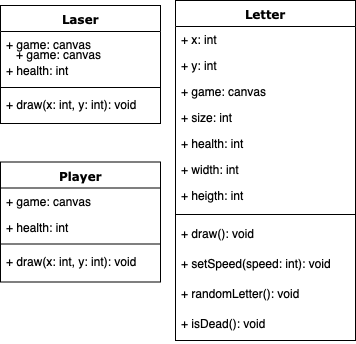 Laser
+ game: canvas
+ game: canvas
+ health: int
+ draw(x: int, y: int): void
Player
+ game: canvas
+ health: int
+ draw(x: int, y: int): void
Letter
+ x: int
+ y: int
+ game: canvas
+ size: int
+ health: int
+ width: int
+ heigth: int
+ draw(): void
+ setSpeed(speed: int): void
+ randomLetter(): void
+ isDead(): void